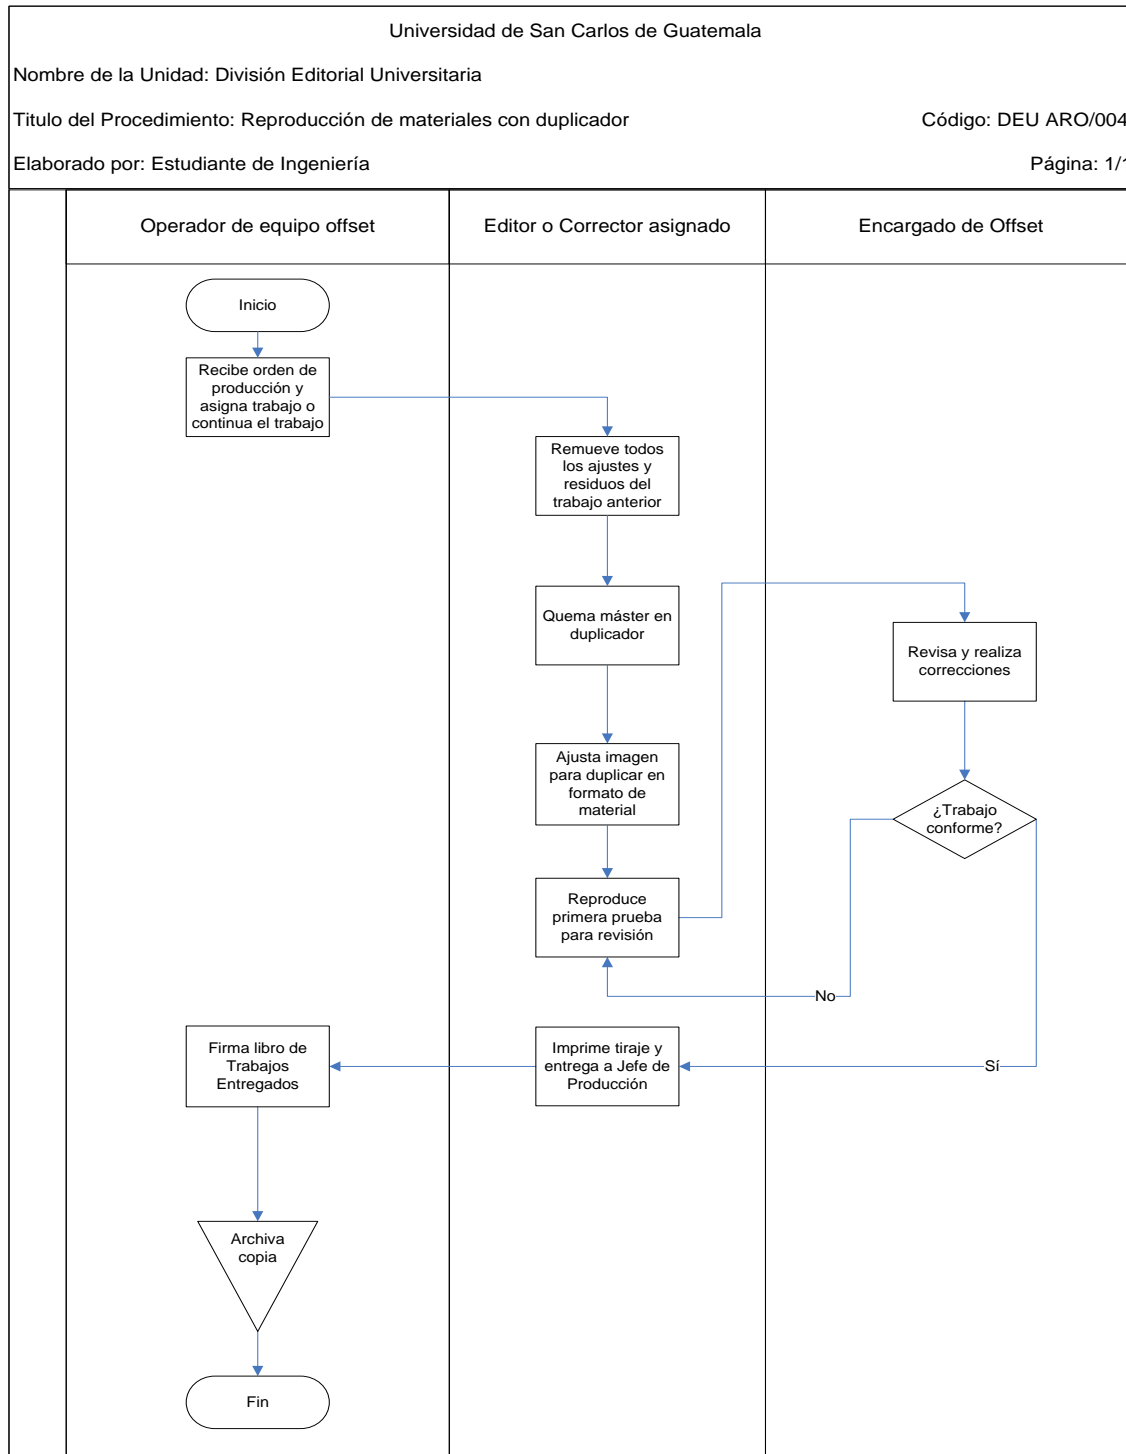 Universidad de San Carlos de Guatemala
Nombre de la Unidad: División Editorial Universitaria
Titulo del Procedimiento: Reproducción de materiales con duplicador
Código: DEU ARO/004
Elaborado por: Estudiante de Ingeniería
Página: 1/1
Operador de equipo offset
Editor o Corrector asignado
Encargado de Offset
Inicio
Recibe orden de
producción y
asigna trabajo o
continua el trabajo
Remueve todos
los ajustes y
residuos del
trabajo anterior
Quema máster en
duplicador
Revisa y realiza
correcciones
Ajusta imagen
para duplicar en
formato de
material
¿Trabajo
conforme?
Reproduce
primera prueba
para revisión
No
Firma libro de
Trabajos
Entregados
Imprime tiraje y
entrega a Jefe de
Producción
Sí
Archiva
copia
Fin